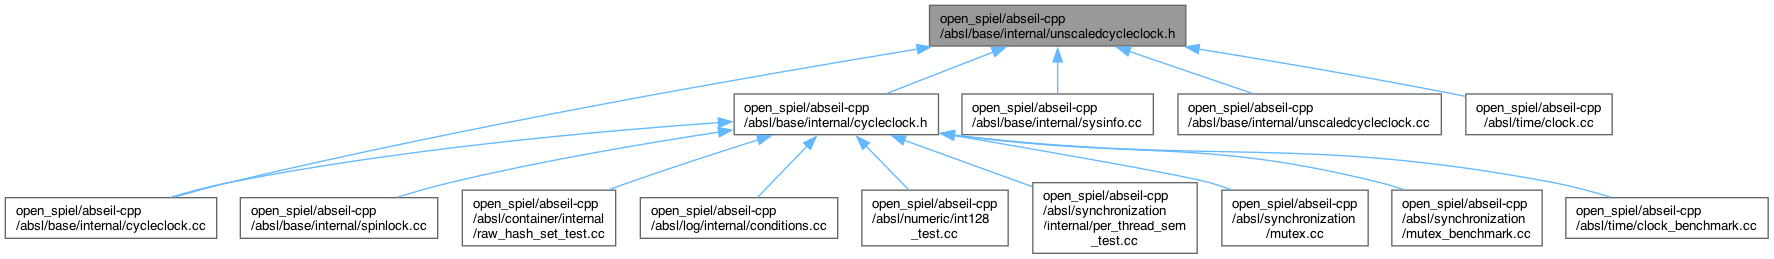 open_spiel/abseil-cpp
/absl/base/internal/unscaledcycleclock.h
open_spiel/abseil-cpp
/absl/base/internal/cycleclock.h
open_spiel/abseil-cpp
/absl/base/internal/sysinfo.cc
open_spiel/abseil-cpp
/absl/base/internal/unscaledcycleclock.cc
open_spiel/abseil-cpp
/absl/time/clock.cc
open_spiel/abseil-cpp
/absl/base/internal/cycleclock.cc
open_spiel/abseil-cpp
/absl/base/internal/spinlock.cc
open_spiel/abseil-cpp
/absl/container/internal
/raw_hash_set_test.cc
open_spiel/abseil-cpp
/absl/log/internal/conditions.cc
open_spiel/abseil-cpp
/absl/numeric/int128
_test.cc
open_spiel/abseil-cpp
/absl/synchronization
/internal/per_thread_sem
_test.cc
open_spiel/abseil-cpp
/absl/synchronization
/mutex.cc
open_spiel/abseil-cpp
/absl/synchronization
/mutex_benchmark.cc
open_spiel/abseil-cpp
/absl/time/clock_benchmark.cc